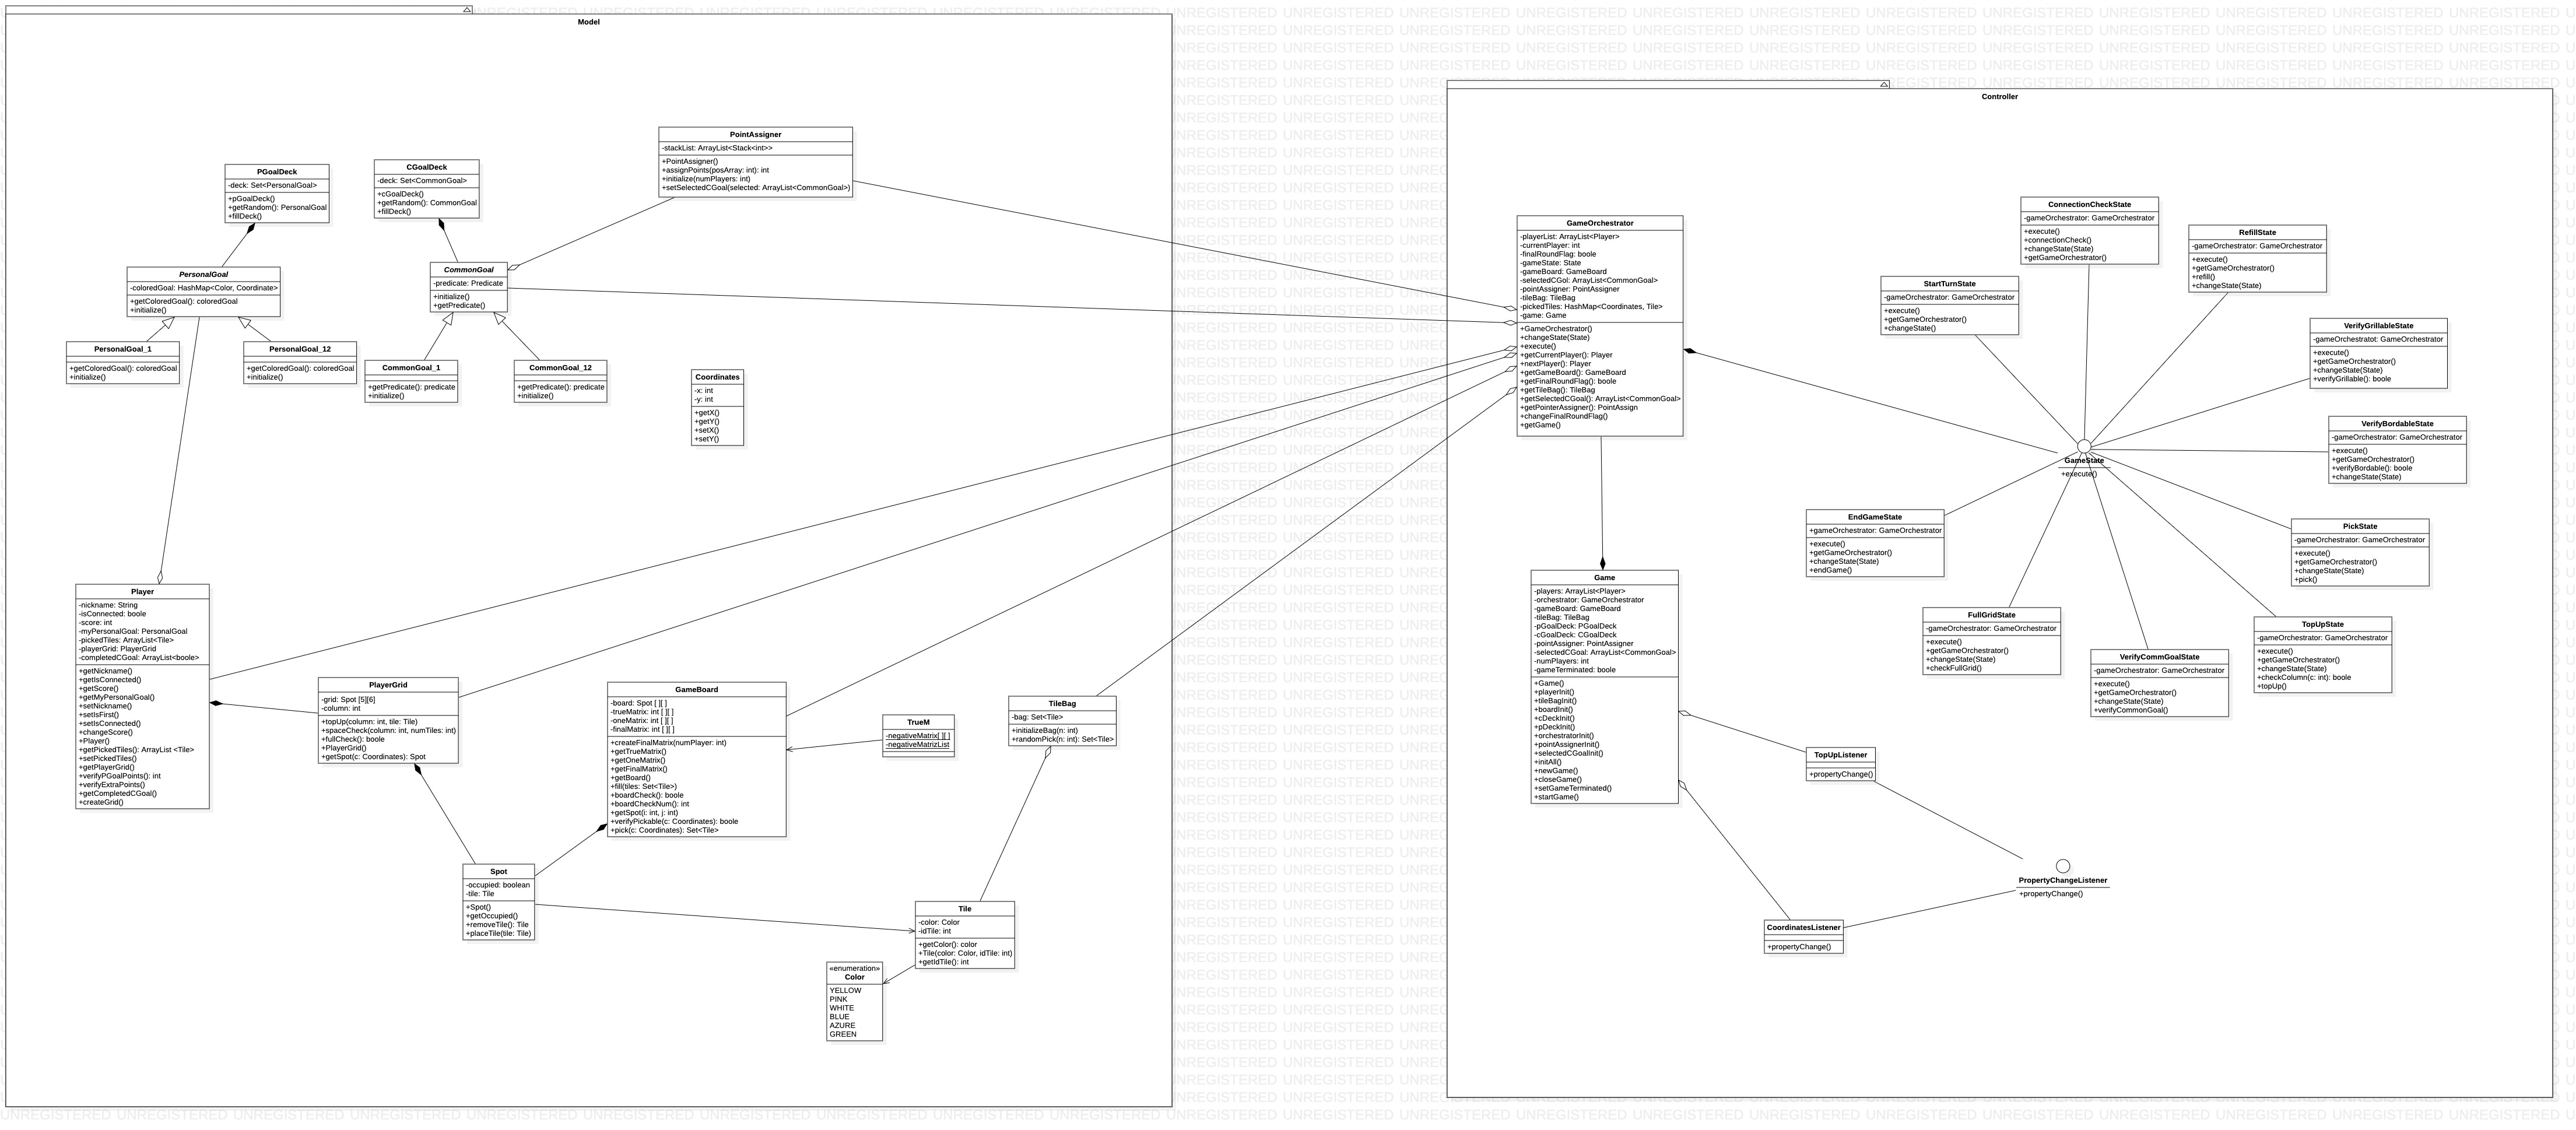 Model
PGoalDeck
-deck: Set<PersonalGoal>
+pGoalDeck()
+getRandom(): PersonalGoal
+fillDeck()
CGoalDeck
-deck: Set<CommonGoal>
+cGoalDeck()
+getRandom(): CommonGoal
+fillDeck()
PointAssigner
-stackList: ArrayList<Stack<int>>
+PointAssigner()
+assignPoints(posArray: int): int
+initialize(numPlayers: int)
+setSelectedCGoal(selected: ArrayList<CommonGoal>)
PersonalGoal
-coloredGoal: HashMap<Color, Coordinate>
+getColoredGoal(): coloredGoal
+initialize()
CommonGoal
-predicate: Predicate
+initialize()
+getPredicate()
PersonalGoal_1
+getColoredGoal(): coloredGoal
+initialize()
PersonalGoal_12
+getColoredGoal(): coloredGoal
+initialize()
CommonGoal_1
+getPredicate(): predicate
+initialize()
CommonGoal_12
+getPredicate(): predicate
+initialize()
Coordinates
-x: int
-y: int
+getX()
+getY()
+setX()
+setY()
Player
-nickname: String
-isConnected: boole
-score: int
-myPersonalGoal: PersonalGoal
-pickedTiles: ArrayList<Tile>
-playerGrid: PlayerGrid
-completedCGoal: ArrayList<boole>
+getNickname()
+getIsConnected()
+getScore()
+getMyPersonalGoal()
+setNickname()
+setIsFirst()
+setIsConnected()
+changeScore()
+Player()
+getPickedTiles(): ArrayList <Tile>
+setPickedTiles()
+getPlayerGrid()
+verifyPGoalPoints(): int
+verifyExtraPoints()
+getCompletedCGoal()
+createGrid()
PlayerGrid
-grid: Spot [5][6]
-column: int
+topUp(column: int, tile: Tile)
+spaceCheck(column: int, numTiles: int)
+fullCheck(): boole
+PlayerGrid()
+getSpot(c: Coordinates): Spot
GameBoard
-board: Spot [ ][ ]
-trueMatrix: int [ ][ ]
-oneMatrix: int [ ][ ]
-finalMatrix: int [ ][ ]
+createFinalMatrix(numPlayer: int)
+getTrueMatrix()
+getOneMatrix()
+getFinalMatrix()
+getBoard()
+fill(tiles: Set<Tile>)
+boardCheck(): boole
+boardCheckNum(): int
+getSpot(i: int, j: int)
+verifyPickable(c: Coordinates): boole
+pick(c: Coordinates): Set<Tile>
TrueM
-negativeMatrix[ ][ ]
-negativeMatrizList
TileBag
-bag: Set<Tile>
+initializeBag(n: int)
+randomPick(n: int): Set<Tile>
Spot
-occupied: boolean
-tile: Tile
+Spot()
+getOccupied()
+removeTile(): Tile
+placeTile(tile: Tile)
Tile
-color: Color
-idTile: int
+getColor(): color
+Tile(color: Color, idTile: int)
+getIdTile(): int
«enumeration»
Color
YELLOW
PINK
WHITE
BLUE
AZURE
GREEN
Controller
GameOrchestrator
-playerList: ArrayList<Player>
-currentPlayer: int
-finalRoundFlag: boole
-gameState: State
-gameBoard: GameBoard
-selectedCGol: ArrayList<CommonGoal>
-pointAssigner: PointAssigner
-tileBag: TileBag
-pickedTiles: HashMap<Coordinates, Tile>
-game: Game
+GameOrchestrator()
+changeState(State)
+execute()
+getCurrentPlayer(): Player
+nextPlayer(): Player
+getGameBoard(): GameBoard
+getFinalRoundFlag(): boole
+getTileBag(): TileBag
+getSelectedCGoal(): ArrayList<CommonGoal>
+getPointerAssigner(): PointAssign
+changeFinalRoundFlag()
+getGame()
ConnectionCheckState
-gameOrchestrator: GameOrchestrator
+execute()
+connectionCheck()
+changeState(State)
+getGameOrchestrator()
RefillState
-gameOrchestrator: GameOrchestrator
+execute()
+getGameOrchestrator()
+refill()
+changeState(State)
StartTurnState
-gameOrchestrator: GameOrchestrator
+execute()
+getGameOrchestrator()
+changeState()
VerifyGrillableState
-gameOrchestratot: GameOrchestrator
+execute()
+getGameOrchestrator()
+changeState(State)
+verifyGrillable(): boole
VerifyBordableState
-gameOrchestrator: GameOrchestrator
+execute()
+getGameOrchestrator()
+verifyBordable(): boole
+changeState(State)
GameState
+execute()
EndGameState
+gameOrchestrator: GameOrchestrator
+execute()
+getGameOrchestrator()
+changeState(State)
+endGame()
PickState
-gameOrchestrator: GameOrchestrator
+execute()
+getGameOrchestrator()
+changeState(State)
+pick()
FullGridState
-gameOrchestrator: GameOrchestrator
+execute()
+getGameOrchestrator()
+changeState(State)
+checkFullGrid()
TopUpState
-gameOrchestrator: GameOrchestrator
+execute()
+getGameOrchestrator()
+changeState(State)
+checkColumn(c: int): boole
+topUp()
VerifyCommGoalState
-gameOrchestrator: GameOrchestrator
+execute()
+getGameOrchestrator()
+changeState(State)
+verifyCommonGoal()
Game
-players: ArrayList<Player>
-orchestrator: GameOrchestrator
-gameBoard: GameBoard
-tileBag: TileBag
-pGoalDeck: PGoalDeck
-cGoalDeck: CGoalDeck
-pointAssigner: PointAssigner
-selectedCGoal: ArrayList<CommonGoal>
-numPlayers: int
-gameTerminated: boole
+Game()
+playerInit()
+tileBagInit()
+boardInit()
+cDeckInit()
+pDeckInit()
+orchestratorInit()
+pointAssignerInit()
+selectedCGoalInit()
+initAll()
+newGame()
+closeGame()
+setGameTerminated()
+startGame()
TopUpListener
+propertyChange()
PropertyChangeListener
+propertyChange()
CoordinatesListener
+propertyChange()
UNREGISTERED